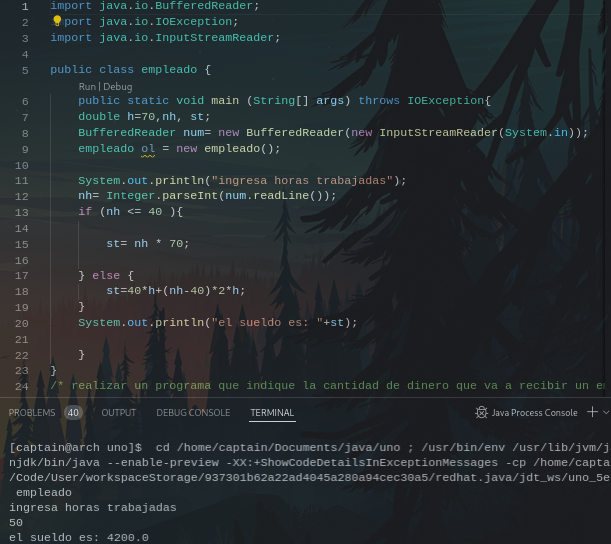 1 import java.io.BufferedReader;
2 port java.io.IOException;
3 import java.io.InputStreamReader;
4
5 public class empleado {
Run | Debug
6 public static void main (String[] args) throws IOException{
7 double h=70,nh, st;
8 BufferedReader num= new BufferedReader(new InputStreamReader(System.in));
9 empleado ol = new empleado();
10
11 System.out.println("ingresa horas trabajadas");
12 nh= Integer.parseInt(num.readLine());
13 if (nh <= 40 ){
14
15 st= nh * 70;
16
17 } else {
18 st=40*h+(nh-40)*2*h;
19 }
20 System.out.println("el sueldo es: "+st);
21
22 }
23 }
24 /* realizar un programa que indique la cantidad de dinero que va a recibir un e
PROBLEMS 40 OUTPUT DEBUG CONSOLE TERMINAL Java Process Console
[captain@arch uno]$ cd /home/captain/Documents/java/uno ; /usr/bin/env /usr/lib/jvm/j
njdk/bin/java --enable-preview -XX:+ShowCodeDetailsInExceptionMessages -cp /home/capta
/Code/User/workspaceStorage/937301b62a22ad4045a280a94cec30a5/redhat.java/jdt_ws/uno_5e
empleado
ingresa horas trabajadas
50
el sueldo es: 4200.0